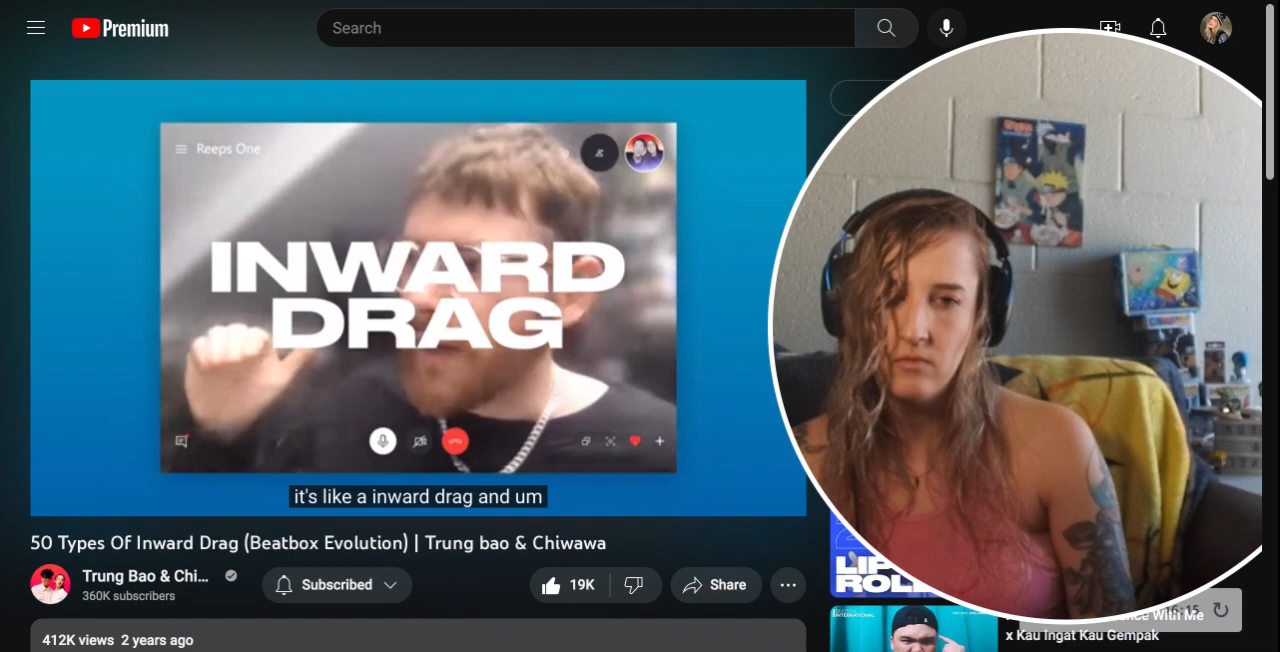 Premium
Search
Reeps One
INWARD
DRAG
it's like a inward drag and um
50 Types Of Inward Drag (Beatbox Evolution) | Trung bao & Chiwawa
Trung Bao & Chi...
360K subscribers
Subscribed
19K
Share
412K views 2 years ago
LIP
ROLL
With Me
x Kau Ingat Kau Gempak